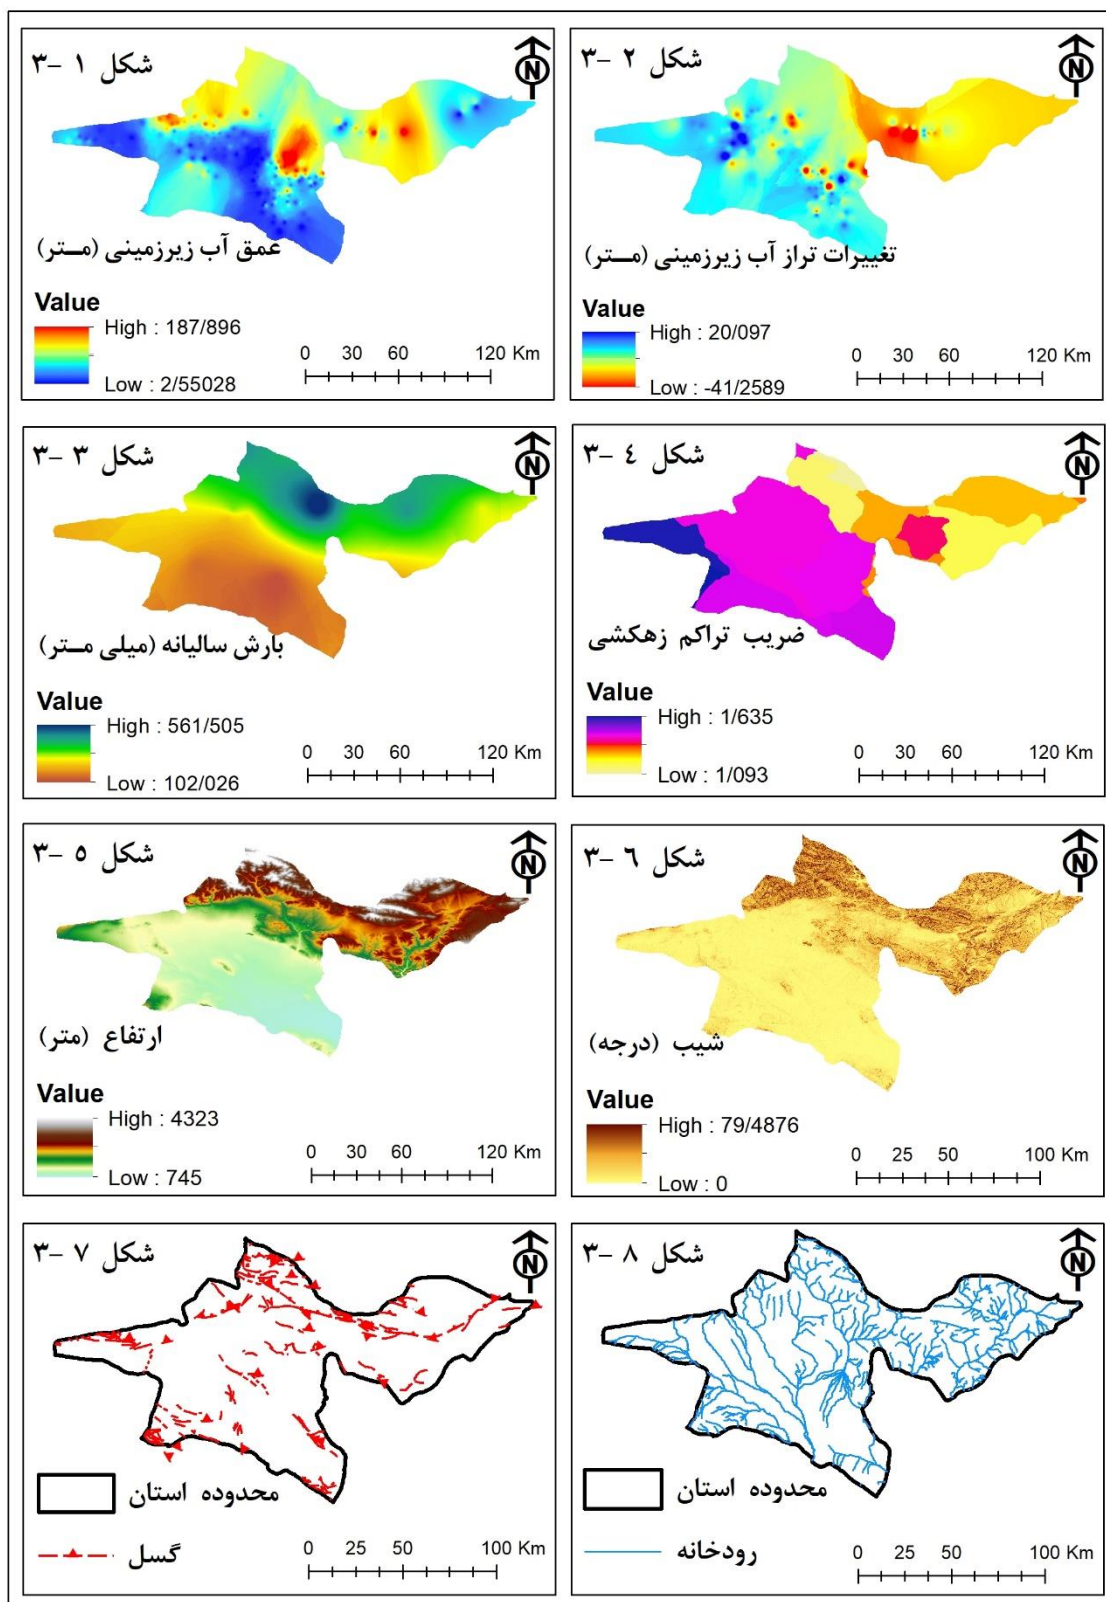 شکل ۱ -۳
N
عمق آب زیرزمینی (مــتر)
Value
High : 187/896
Low : 2/55028
0 30 60 120 Km
شکل ۲ -۳
N
تغییرات تراز آب زیرزمینی (مــتر)
Value
High : 20/097
Low : -41/2589
0 30 60 120 Km
شکل ۳ -۳
N
بارش سالیانه (میلی مــتر)
Value
High : 561/505
Low : 102/026
0 30 60 120 Km
شکل ٤ -۳
N
ضریب تراکم زهکشی
Value
High : 1/635
Low : 1/093
0 30 60 120 Km
شکل ٥ -۳
N
ارتفاع (متر)
Value
High : 4323
Low : 745
0 30 60 120 Km
شکل ٦ -۳
N
شیب (درجه)
Value
High : 79/4876
Low : 0
0 25 50 100 Km
شکل ۷ -۳
N
محدوده استان
گسل
0 25 50 100 Km
شکل ۸ -۳
N
محدوده استان
رودخانه
0 25 50 100 Km